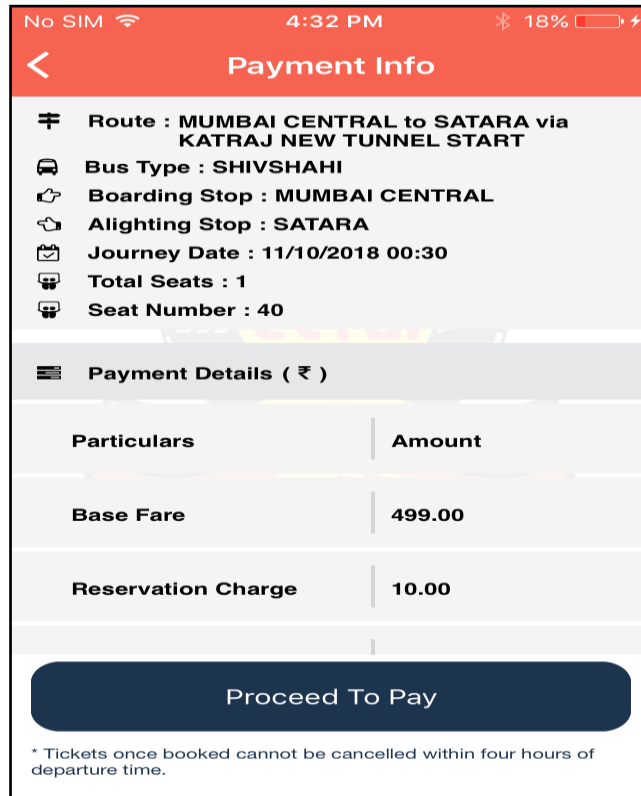 No SIM 4:32 PM 18%
Payment Info
Route : MUMBAI CENTRAL to SATARA via
KATRAJ NEW TUNNEL START
Bus Type : SHIVSHAHI
Boarding Stop : MUMBAI CENTRAL
Alighting Stop : SATARA
Journey Date : 11/10/2018 00:30
Total Seats : 1
Seat Number : 40
Payment Details ( ₹ )
Particulars Amount
Base Fare 499.00
Reservation Charge 10.00
Proceed To Pay
* Tickets once booked cannot be cancelled within four hours of
departure time.